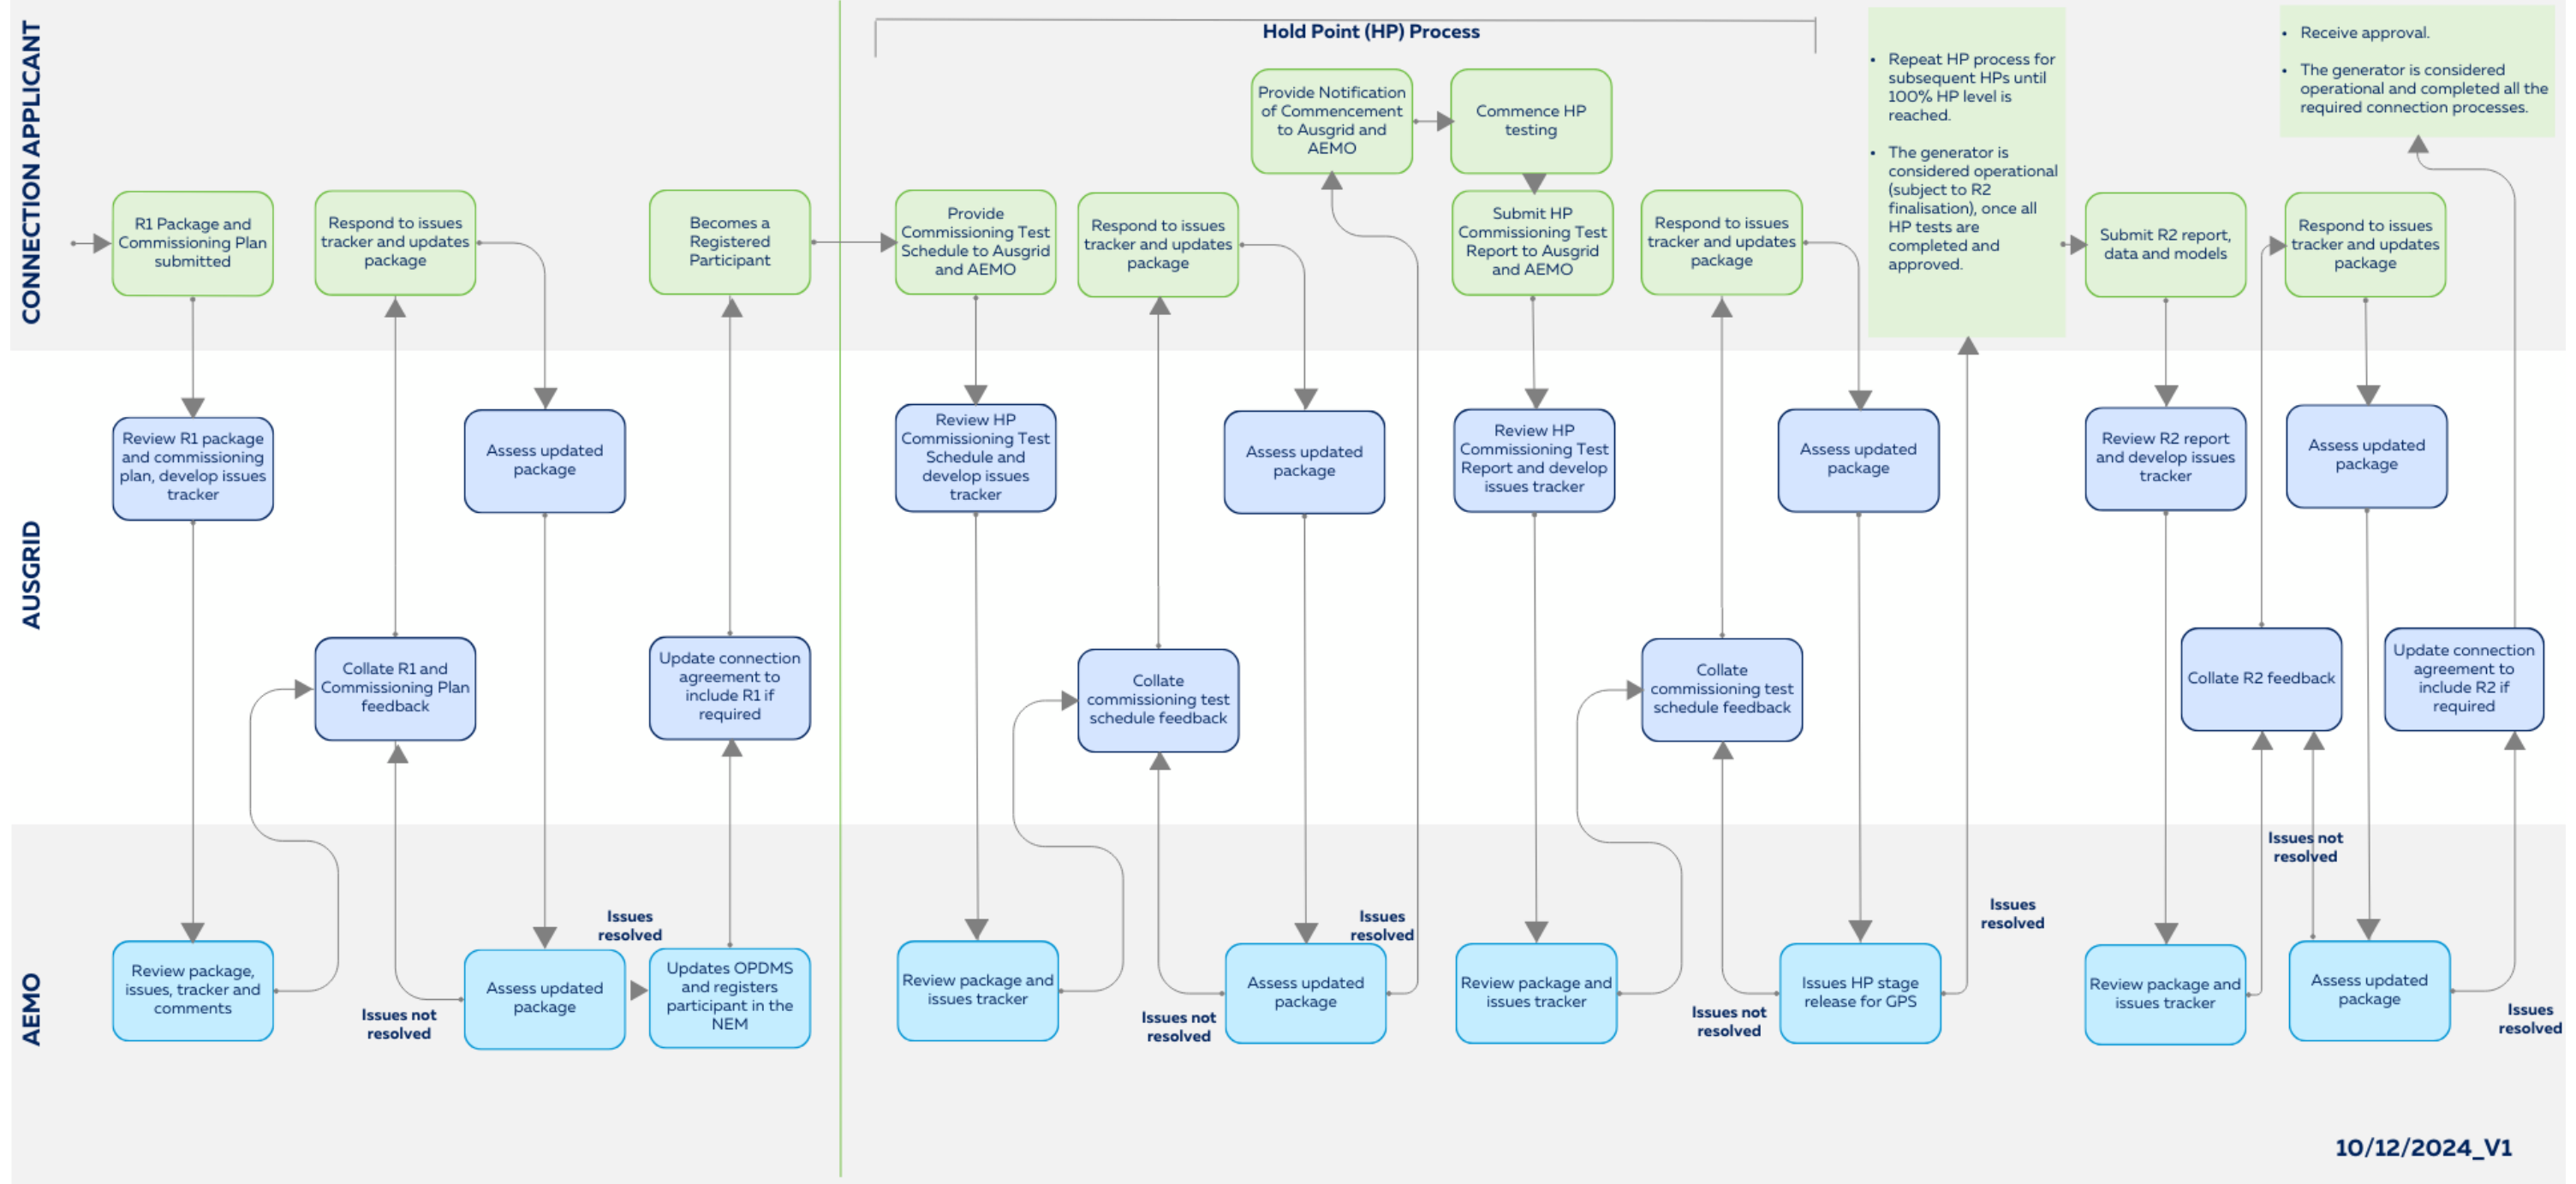 CONNECTION APPLICANT
Hold Point (HP) Process
R1 Package and
Commissioning Plan
submitted
Respond to issues
tracker and updates
package
Becomes a
Registered
Participant
Provide
Commissioning Test
Schedule to Ausgrid
and AEMO
Respond to issues
tracker and updates
package
Provide Notification
of Commencement
to Ausgrid and
AEMO
Commence HP
testing
Submit HP
Commissioning Test
Report to Ausgrid
and AEMO
Respond to issues
tracker and updates
package
• Repeat HP process for
subsequent HPs until
100% HP level is
reached.
• The generator is
considered operational
(subject to R2
finalisation), once all
HP tests are
completed and
approved.
Submit R2 report,
data and models
Respond to issues
tracker and updates
package
• Receive approval.
• The generator is considered
operational and completed all the
required connection processes.
AUSGRID
Review R1 package
and commissioning
plan, develop issues
tracker
Collate R1 and
Commissioning Plan
feedback
Assess updated
package
Update connection
agreement to
include R1 if
required
Review HP
Commissioning Test
Schedule and
develop issues
tracker
Collate
commissioning test
schedule feedback
Assess updated
package
Review HP
Commissioning Test
Report and develop
issues tracker
Collate
commissioning test
schedule feedback
Assess updated
package
Review R2 report
and develop issues
tracker
Collate R2 feedback
Assess updated
package
Update connection
agreement to
include R2 if
required
AEMO
Review package,
issues, tracker and
comments
Issues not
resolved
Assess updated
package
Issues
resolved
Updates OPDMS
and registers
participant in the
NEM
Review package and
issues tracker
Issues not
resolved
Assess updated
package
Issues
resolved
Review package and
issues tracker
Issues not
resolved
Issues HP stage
release for GPS
Issues
resolved
Review package and
issues tracker
Issues not
resolved
Assess updated
package
Issues
resolved
10/12/2024_V1